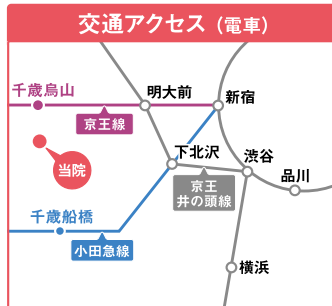 交通アクセス（電車）
千歳烏山
明大前
新宿
京王線
当院
下北沢
渋谷
品川
千歳船橋
京王
井の頭線
小田急線
横浜